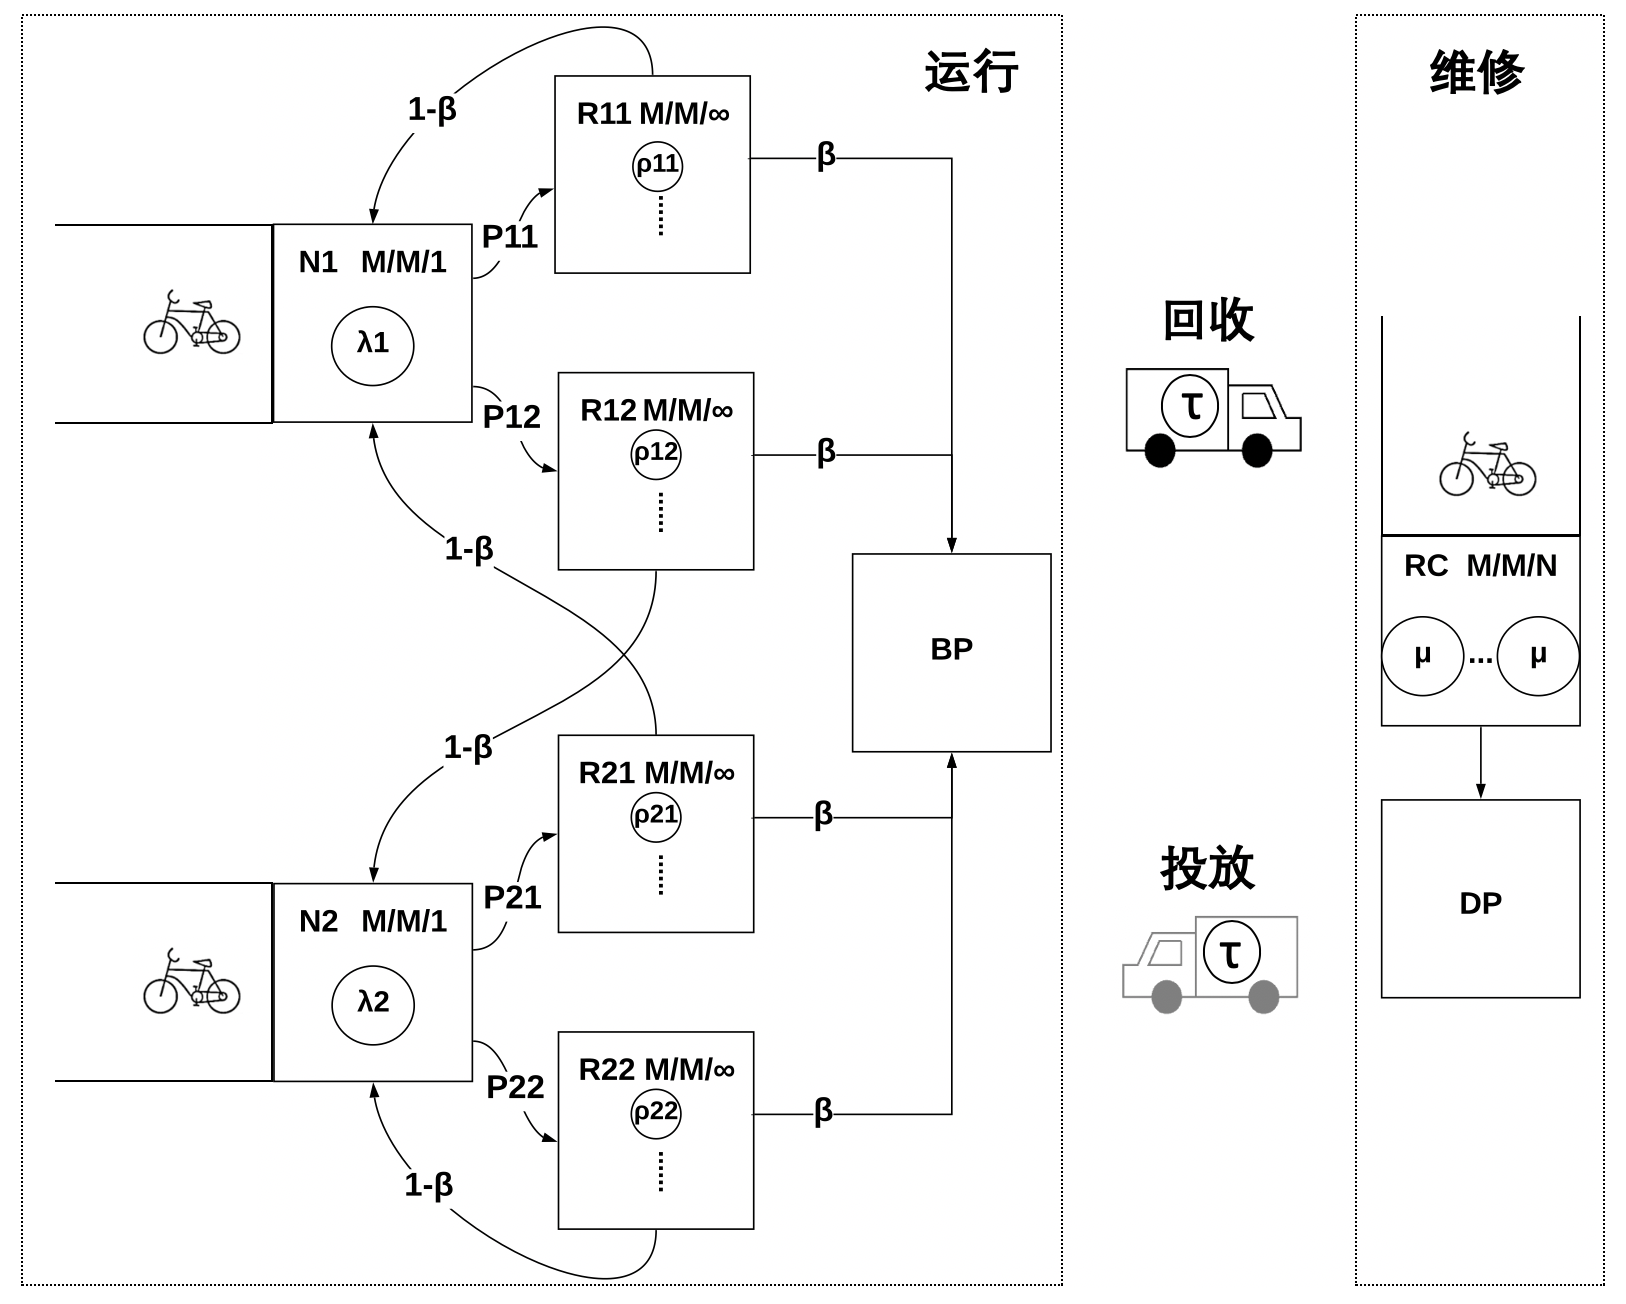 运行
维修
1-β
R11 M/M/∞
ρ11
β
P11
N1 M/M/1
λ1
P12
R12 M/M/∞
ρ12
β
1-β
回收
τ
RC M/M/N
μ ... μ
BP
1-β
R21 M/M/∞
ρ21
β
P21
N2 M/M/1
λ2
P22
R22 M/M/∞
ρ22
β
1-β
投放
τ
DP